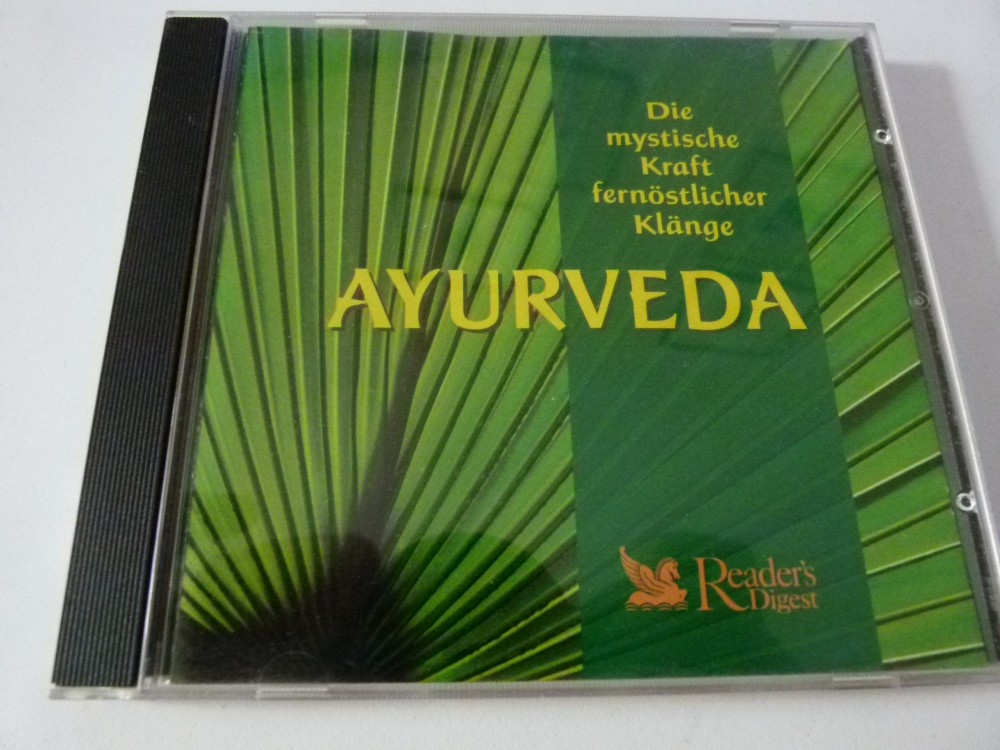 Die
mystische
Kraft
fernöstlicher
Klänge
AYURVEDA
Reader's
Digest